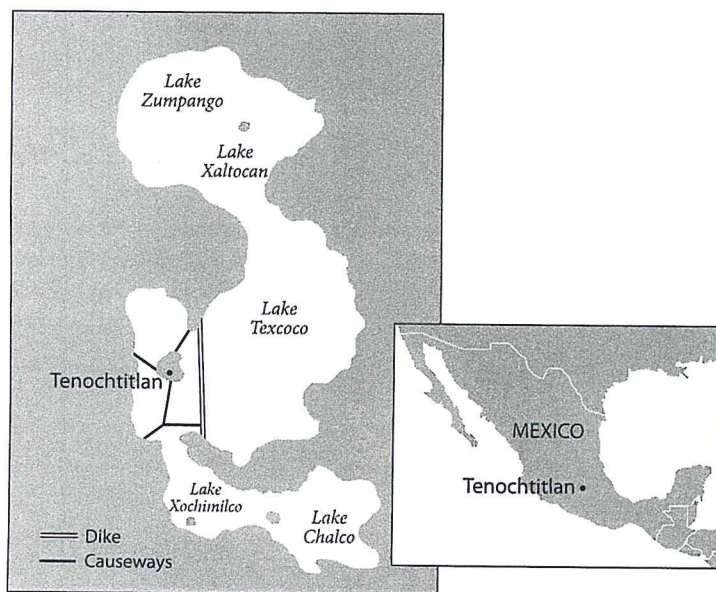 Lake
Zumpango
Lake
Xaltocan
Lake
Texcoco
Tenochtitlan
Lake
Xochimilco
Lake
Chalco
Dike
Causeways
MEXICO
Tenochtitlan